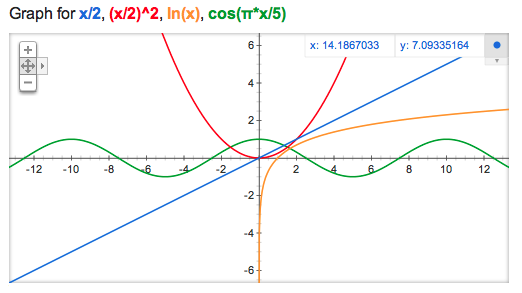 Graph for x/2, (x/2)^2, ln(x), cos(π*x/5)
x: 14.1867033 y: 7.09335164
6
4
2
-12 -10 -8 -6 -4 -2 2 4 6 8 10 12
-2
-4
-6